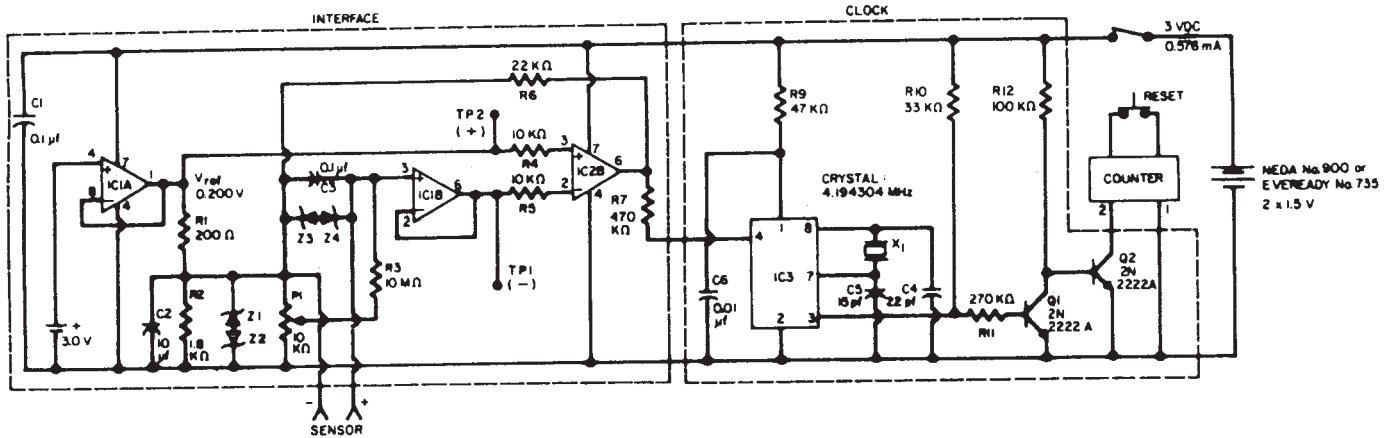 INTERFACE
CLOCK
C1
0.1 µf
4
7
1
8
+
-
IC1A
4
Vref
0.200 V
R1
200 Ω
+
3.0 V
C2
10
µf
R2
1.8
KΩ
Z1
Z2
P1
10
KΩ
22 KΩ
R6
0.1 µf
C3
Z3 Z4
R3
10 MΩ
3
+
2
-
IC1B
6
TP2
(+)
10 KΩ
R4
10 KΩ
R5
TP1
(-)
3
+
2
-
7
IC2B
6
4
R7
470
KΩ
- +
SENSOR
R9
47 KΩ
C6
0.01
µf
CRYSTAL:
4.194304 MHz
1
8
4
IC3
7
2
3
X1
C5
15 pf
C4
22 pf
R10
33 KΩ
R12
100 KΩ
270 KΩ
R11
Q1
2N
2222 A
Q2
2N
2222A
RESET
COUNTER
2
1
3 VDC
0.576 mA
NEDA No. 900 or
EVEREADY No. 735
2 x 1.5 V